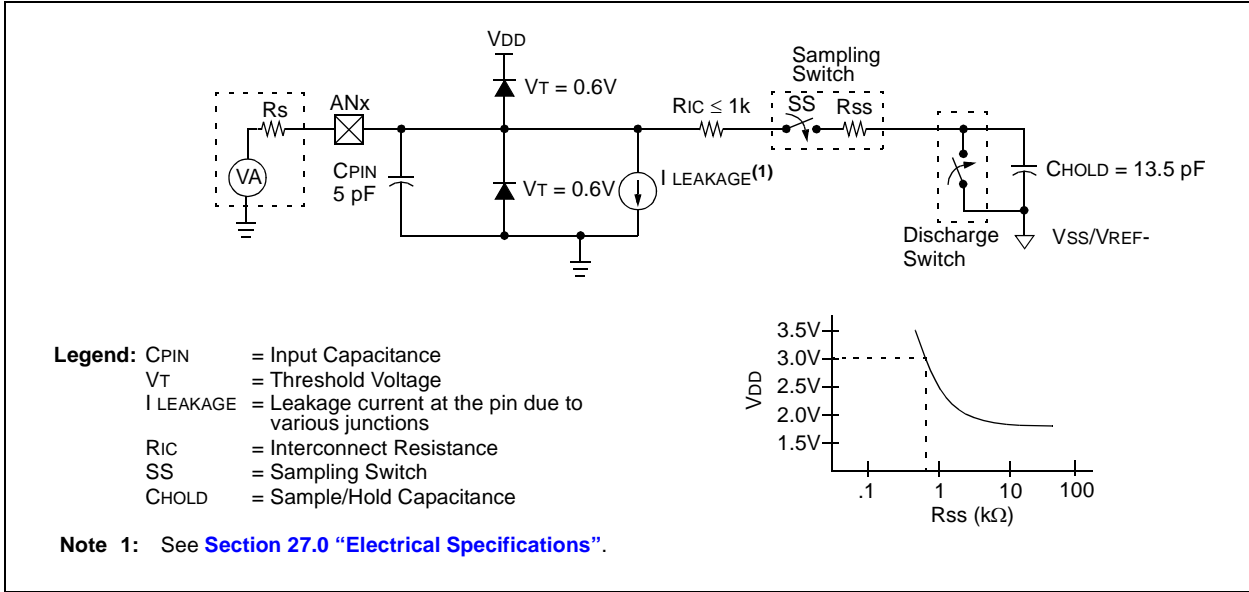 VDD
Sampling
Switch
VT = 0.6V
Rs
ANx
RIC ≤ 1k
SS
RSS
VA
CPIN
5 pF
VT = 0.6V
I LEAKAGE(1)
CHOLD = 13.5 pF
Discharge
Switch
VSS/VREF-
Legend: CPIN = Input Capacitance
VT = Threshold Voltage
I LEAKAGE = Leakage current at the pin due to
various junctions
RIC = Interconnect Resistance
SS = Sampling Switch
CHOLD = Sample/Hold Capacitance
3.5V
3.0V
2.5V
2.0V
1.5V
VDD
.1 1 10 100
Rss (kΩ)
Note 1: See Section 27.0 “Electrical Specifications”.